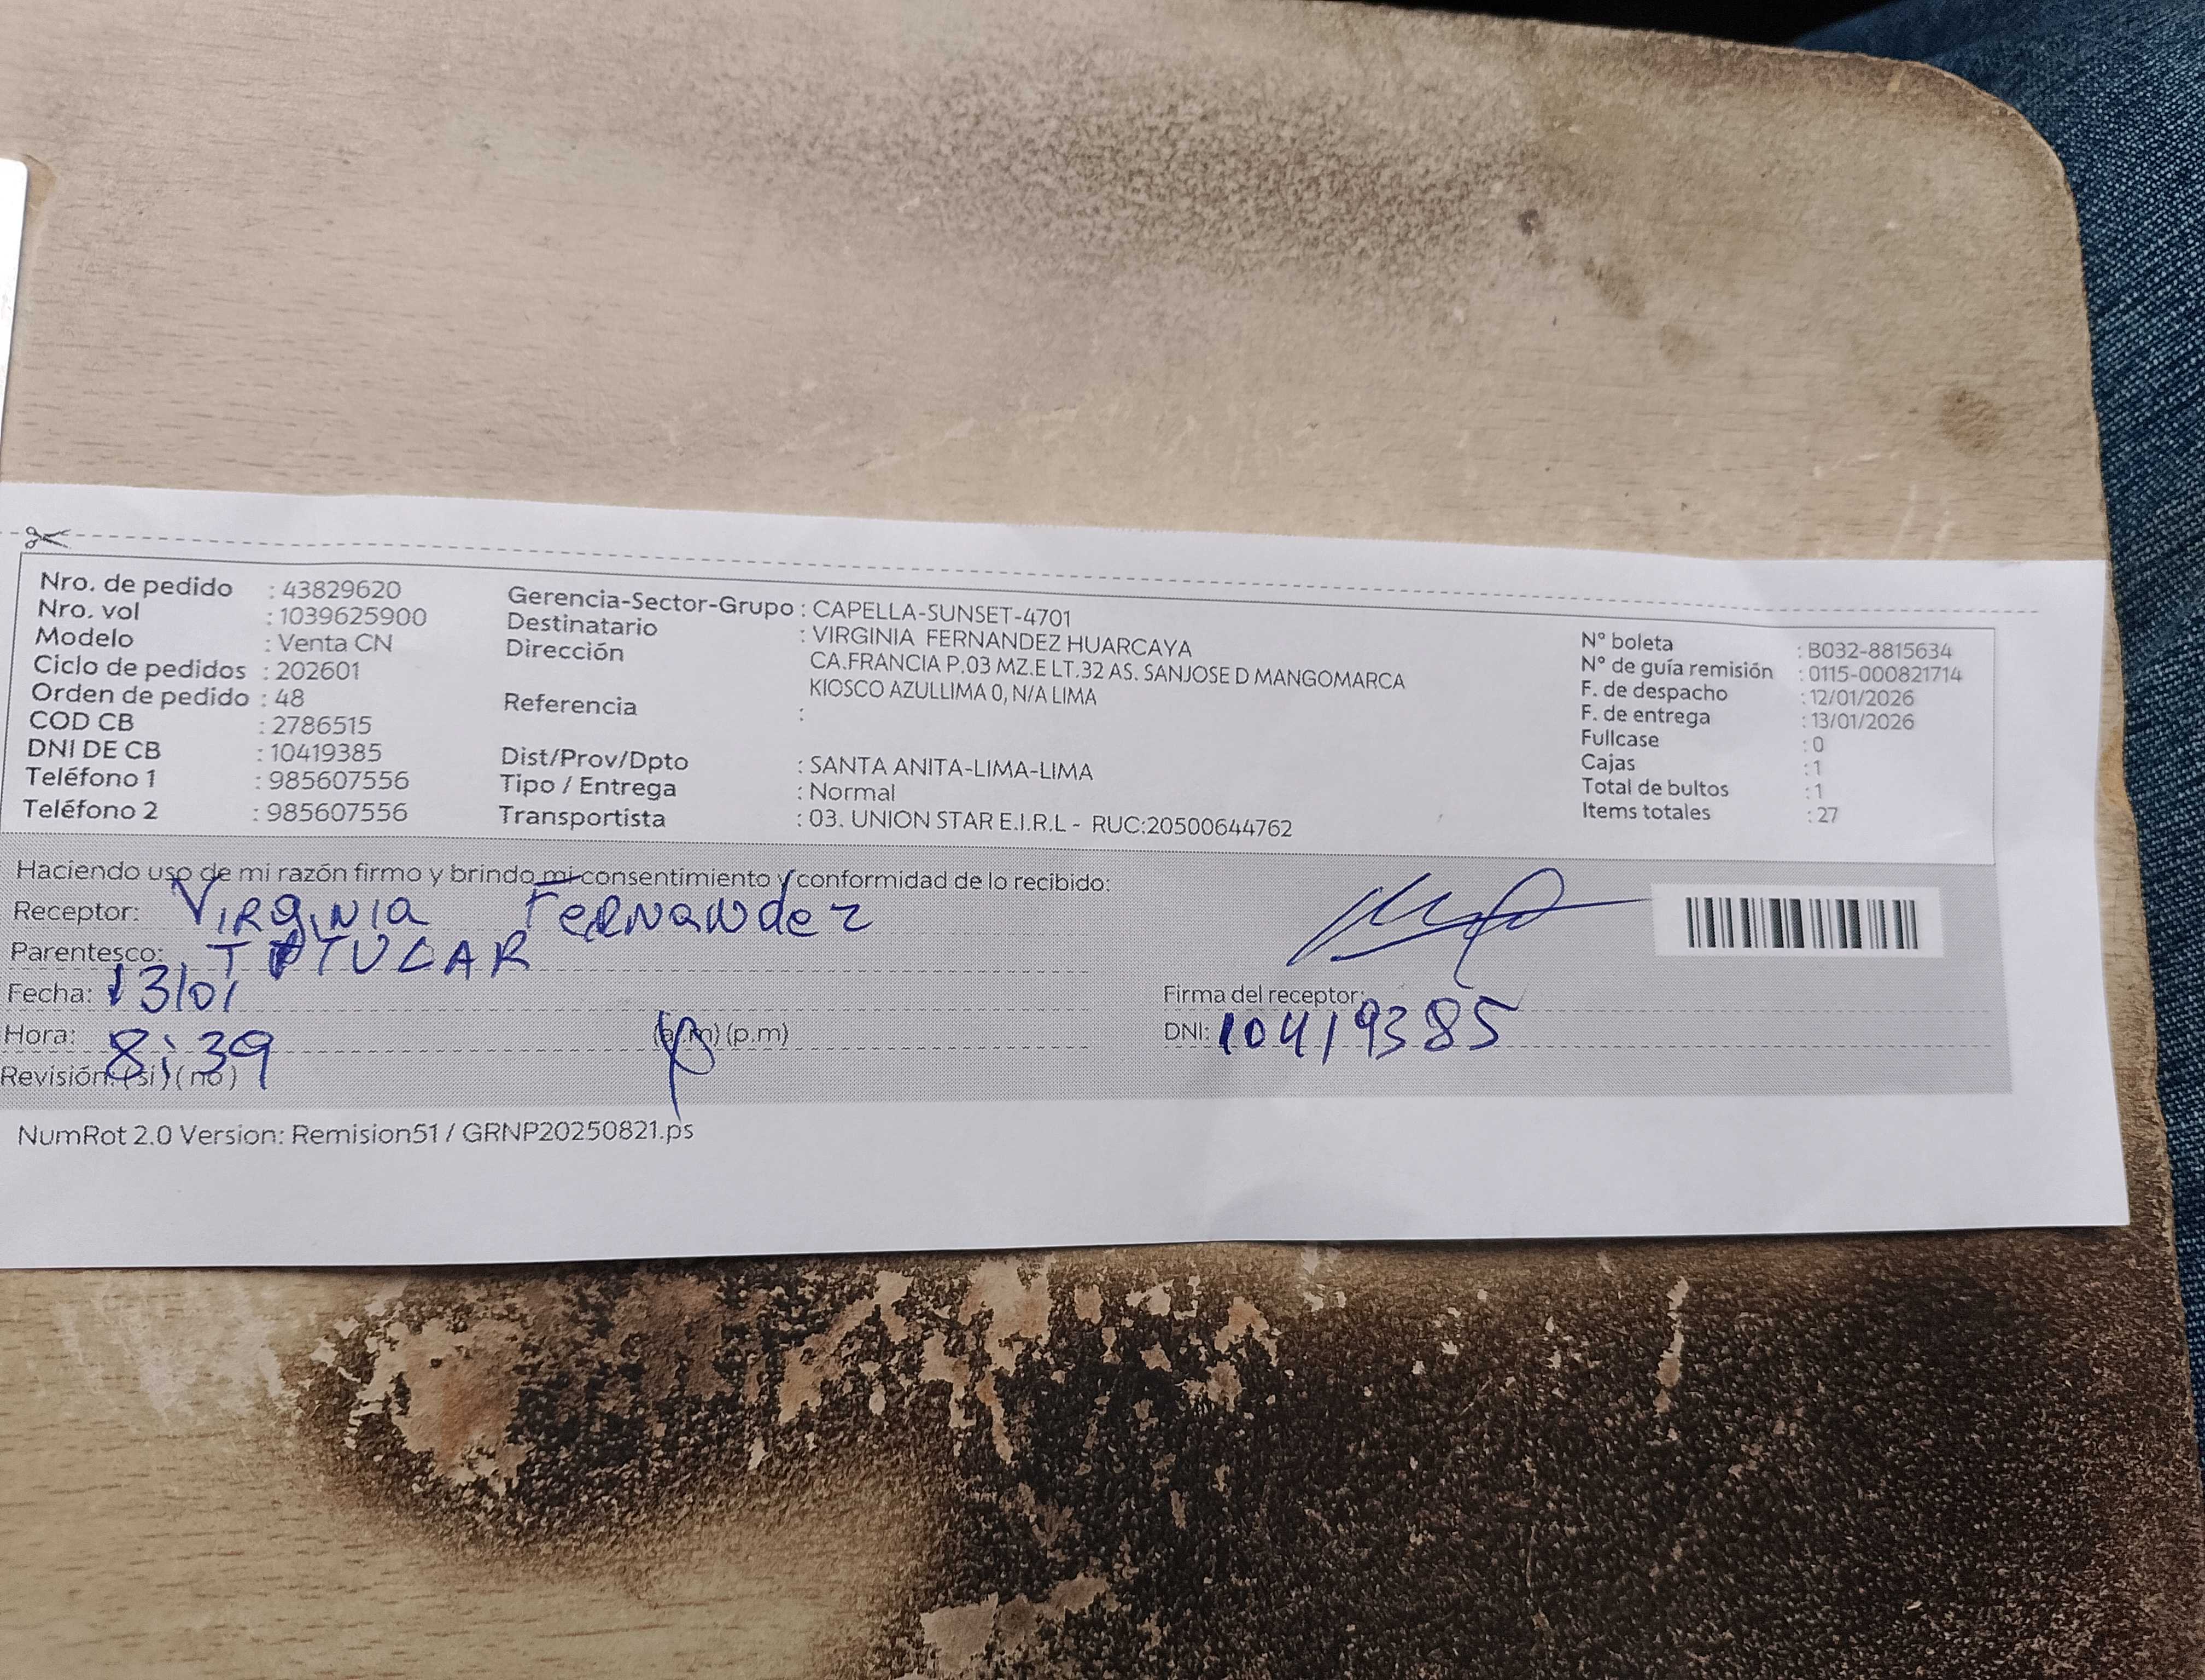 Nro. de pedido : 43829620
Nro. vol : 1039625900
Modelo : Venta CN
Ciclo de pedidos : 202601
Orden de pedido : 48
COD CB : 2786515
DNI DE CB : 10419385
Teléfono 1 : 985607556
Teléfono 2 : 985607556
Gerencia-Sector-Grupo : CAPELLA-SUNSET-4701
Destinatario : VIRGINIA FERNANDEZ HUARCAYA
Dirección CA.FRANCIA P.03 MZ.E LT.32 AS. SANJOSE D MANGOMARCA
KIOSCO AZULLIMA 0, N/A LIMA
Referencia :
Dist/Prov/Dpto : SANTA ANITA-LIMA-LIMA
Tipo / Entrega : Normal
Transportista : 03. UNION STAR E.I.R.L - RUC:20500644762
N° boleta : B032-8815634
N° de guía remisión : 0115-000821714
F. de despacho : 12/01/2026
F. de entrega : 13/01/2026
Fullcase : 0
Cajas : 1
Total de bultos : 1
Items totales : 27
Haciendo uso de mi razón firmo y brindo mi consentimiento y conformidad de lo recibido:
Receptor: Virginia Fernandez
Parentesco: TITULAR
Fecha: 13/01
Hora: 8:39 (a.m) (p.m)
Revisión: (si) (no)
Firma del receptor:
DNI: 10419385
NumRot 2.0 Version: Remision51 / GRNP20250821.ps